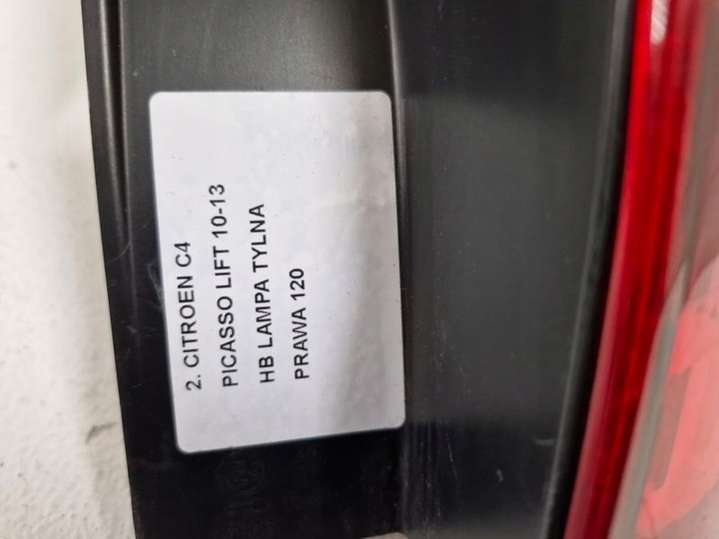 2. CITROEN C4
PICASSO LIFT 10-13
HB LAMPA TYLNA
PRAWA 120